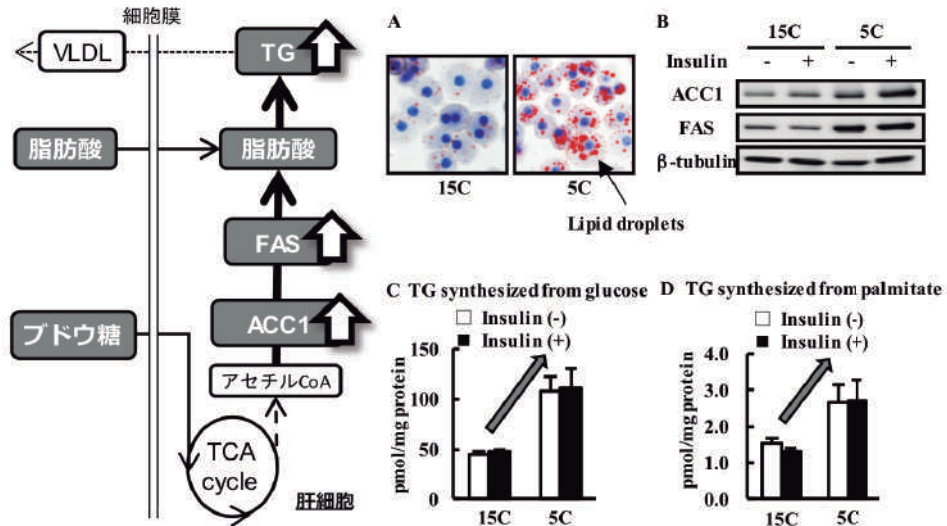 細胞膜
VLDL
TG
脂肪酸
脂肪酸
FAS
ブドウ糖
ACC1
アセチルCoA
TCA
cycle
肝細胞
A
15C
5C
Lipid droplets
B
15C
5C
Insulin
-
+
-
+
ACC1
FAS
β-tubulin
C TG synthesized from glucose
Insulin (-)
Insulin (+)
pmol/mg protein
150
100
50
0
15C
5C
D TG synthesized from palmitate
Insulin (-)
Insulin (+)
pmol/mg protein
4.0
3.0
2.0
1.0
0.0
15C
5C